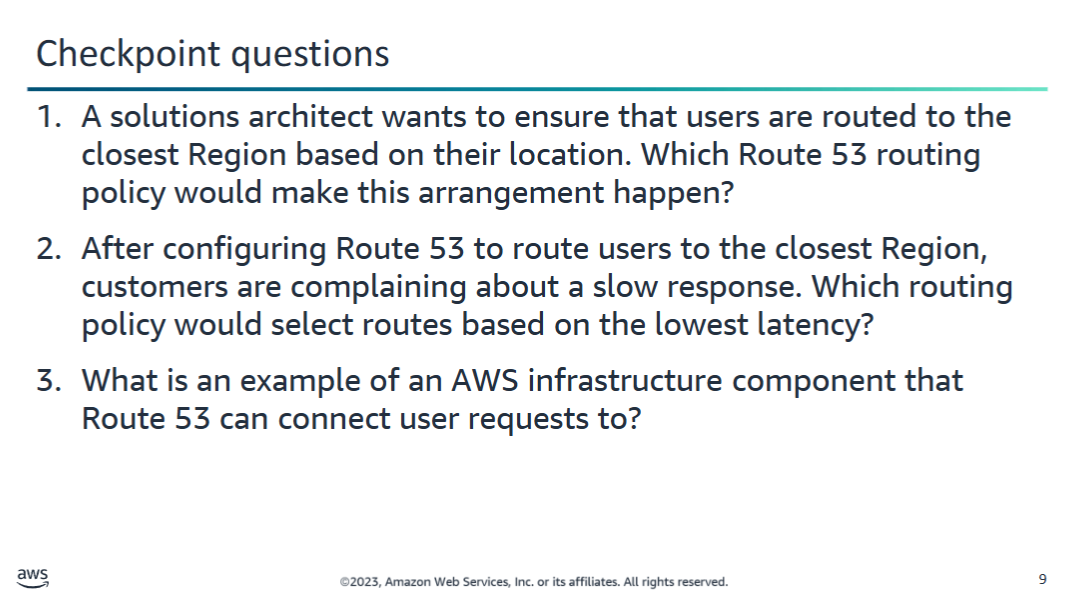 Checkpoint questions
1. A solutions architect wants to ensure that users are routed to the
closest Region based on their location. Which Route 53 routing
policy would make this arrangement happen?
2. After configuring Route 53 to route users to the closest Region,
customers are complaining about a slow response. Which routing
policy would select routes based on the lowest latency?
3. What is an example of an AWS infrastructure component that
Route 53 can connect user requests to?
aws
©2023, Amazon Web Services, Inc. or its affiliates. All rights reserved.
9